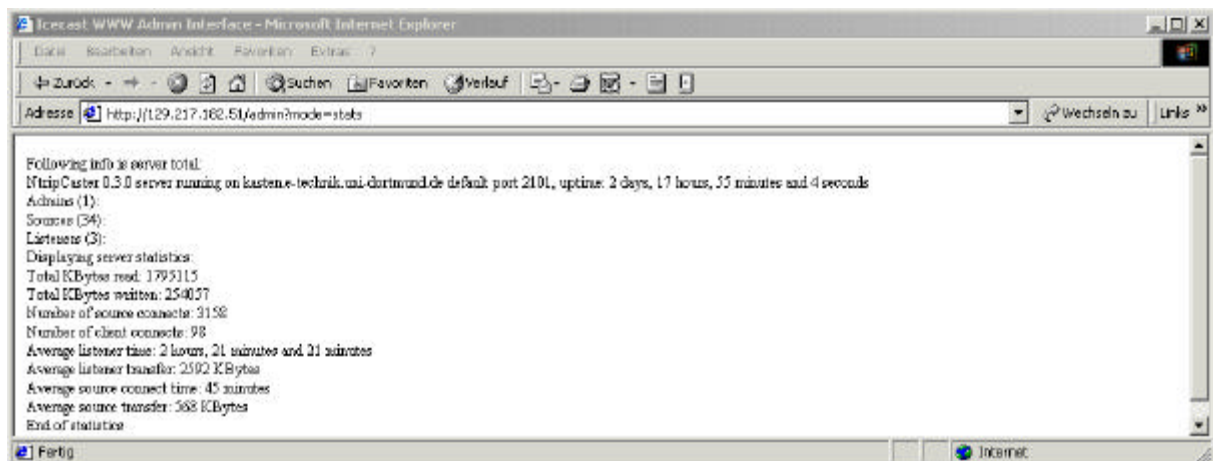 Icecast WWW Admin Interface - Microsoft Internet Explorer
Datei Bearbeiten Ansicht Favoriten Extras ?
Zurück Suchen Favoriten Verlauf
Adresse http://129.217.182.51/admin?mode=stats Wechseln zu Links »
Following info is server total:
NtripCaster 0.3.0 server running on kasten.e-technik.uni-dortmund.de default port 2101, uptime: 2 days, 17 hours, 55 minutes and 4 seconds
Admins (1):
Sources (34):
Listeners (3):
Displaying server statistics:
Total KBytes read: 1795115
Total KBytes written: 254057
Number of source connects: 3158
Number of client connects: 98
Average listener time: 2 hours, 21 minutes and 21 minutes
Average listener transfer: 2592 KBytes
Average source connect time: 45 minutes
Average source transfer: 568 KBytes
End of statistics
Fertig Internet